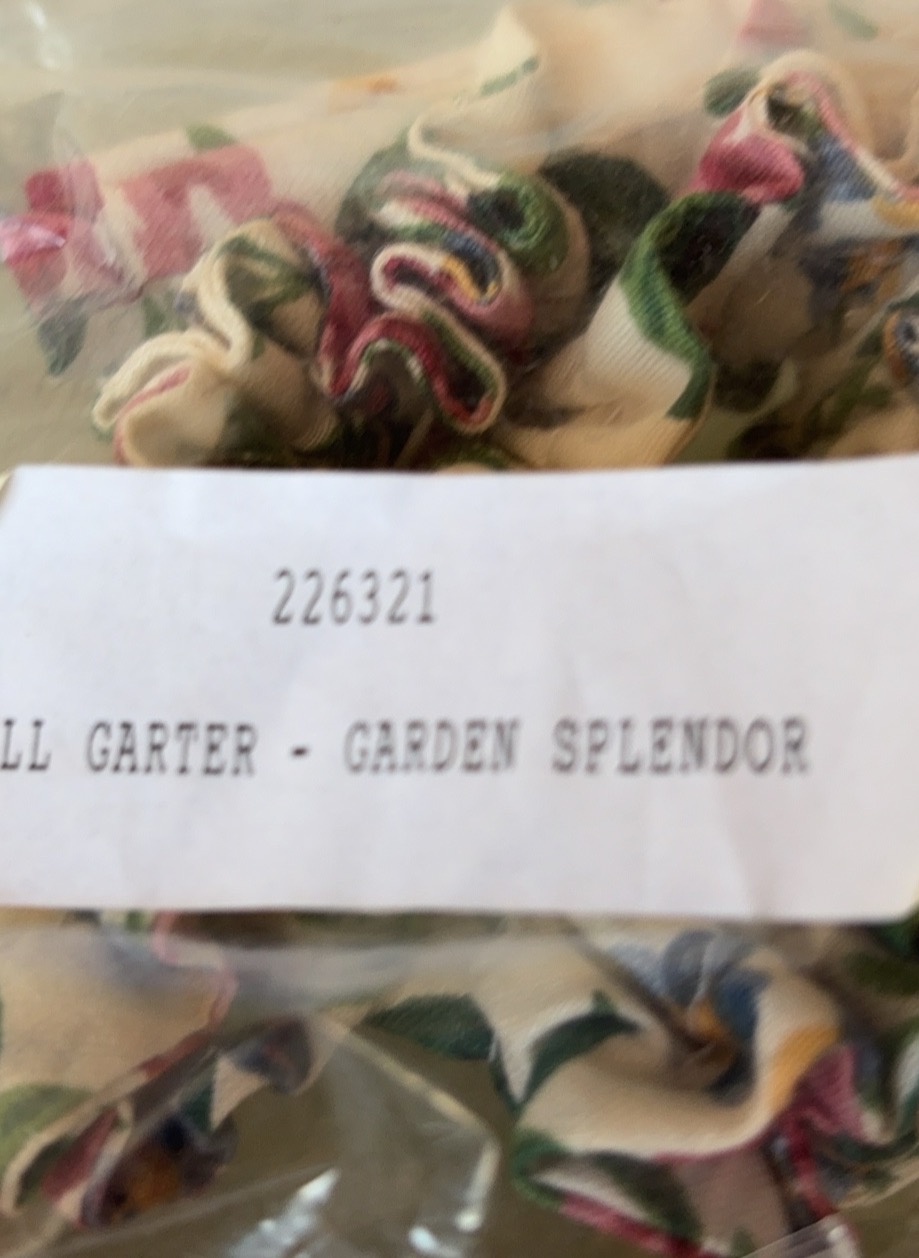 226321
LL GARTER - GARDEN SPLENDOR